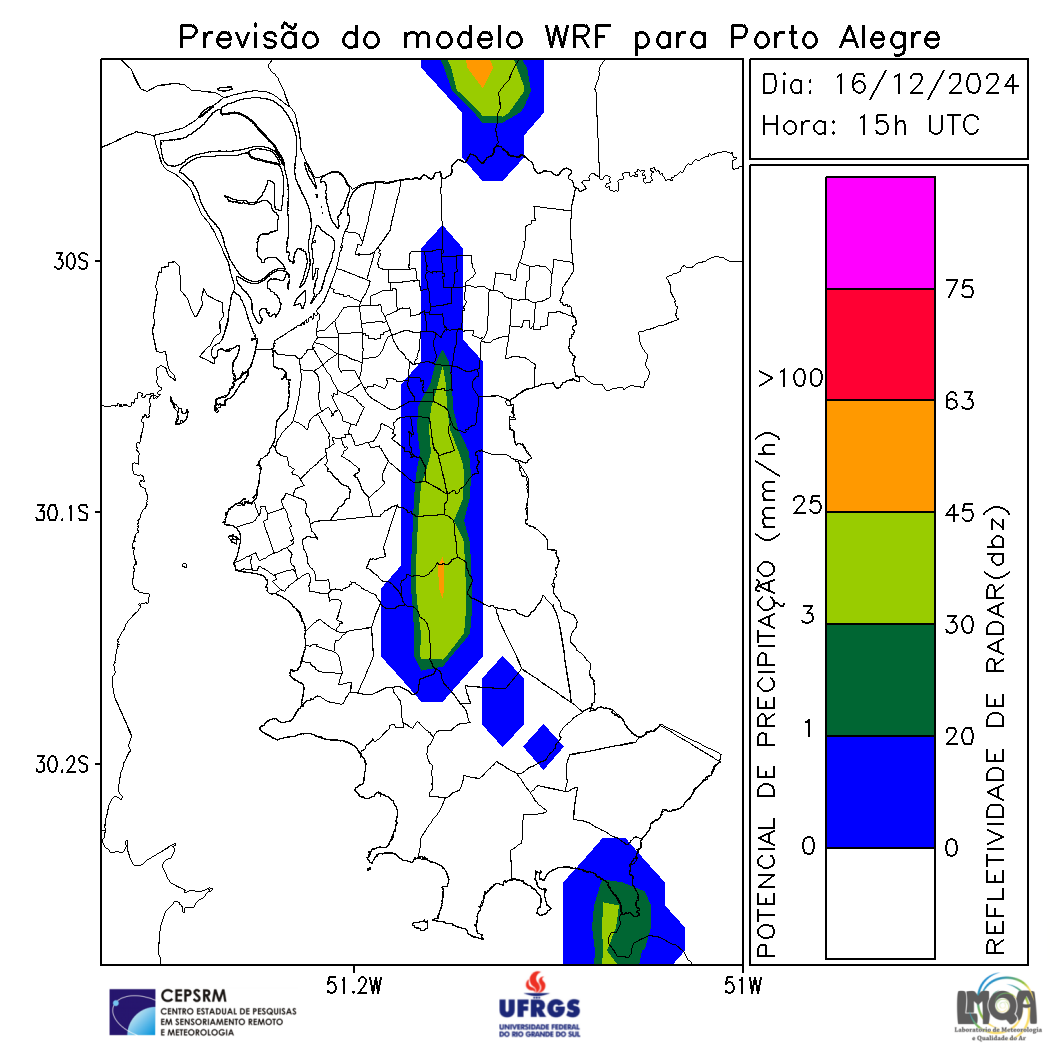 Previsão do modelo WRF para Porto Alegre
Dia: 16/12/2024
Hora: 15h UTC
30S
30.1S
30.2S
51.2W
51W
POTENCIAL DE PRECIPITAÇÃO (mm/h)
>100
25
3
1
0
75
63
45
30
20
0
REFLETIVIDADE DE RADAR(dbz)
CEPSRM
CENTRO ESTADUAL DE PESQUISAS
EM SENSORIAMENTO REMOTO
E METEOROLOGIA
UFRGS
UNIVERSIDADE FEDERAL
DO RIO GRANDE DO SUL
LMQA
Laboratório de Meteorologia
e Qualidade do Ar